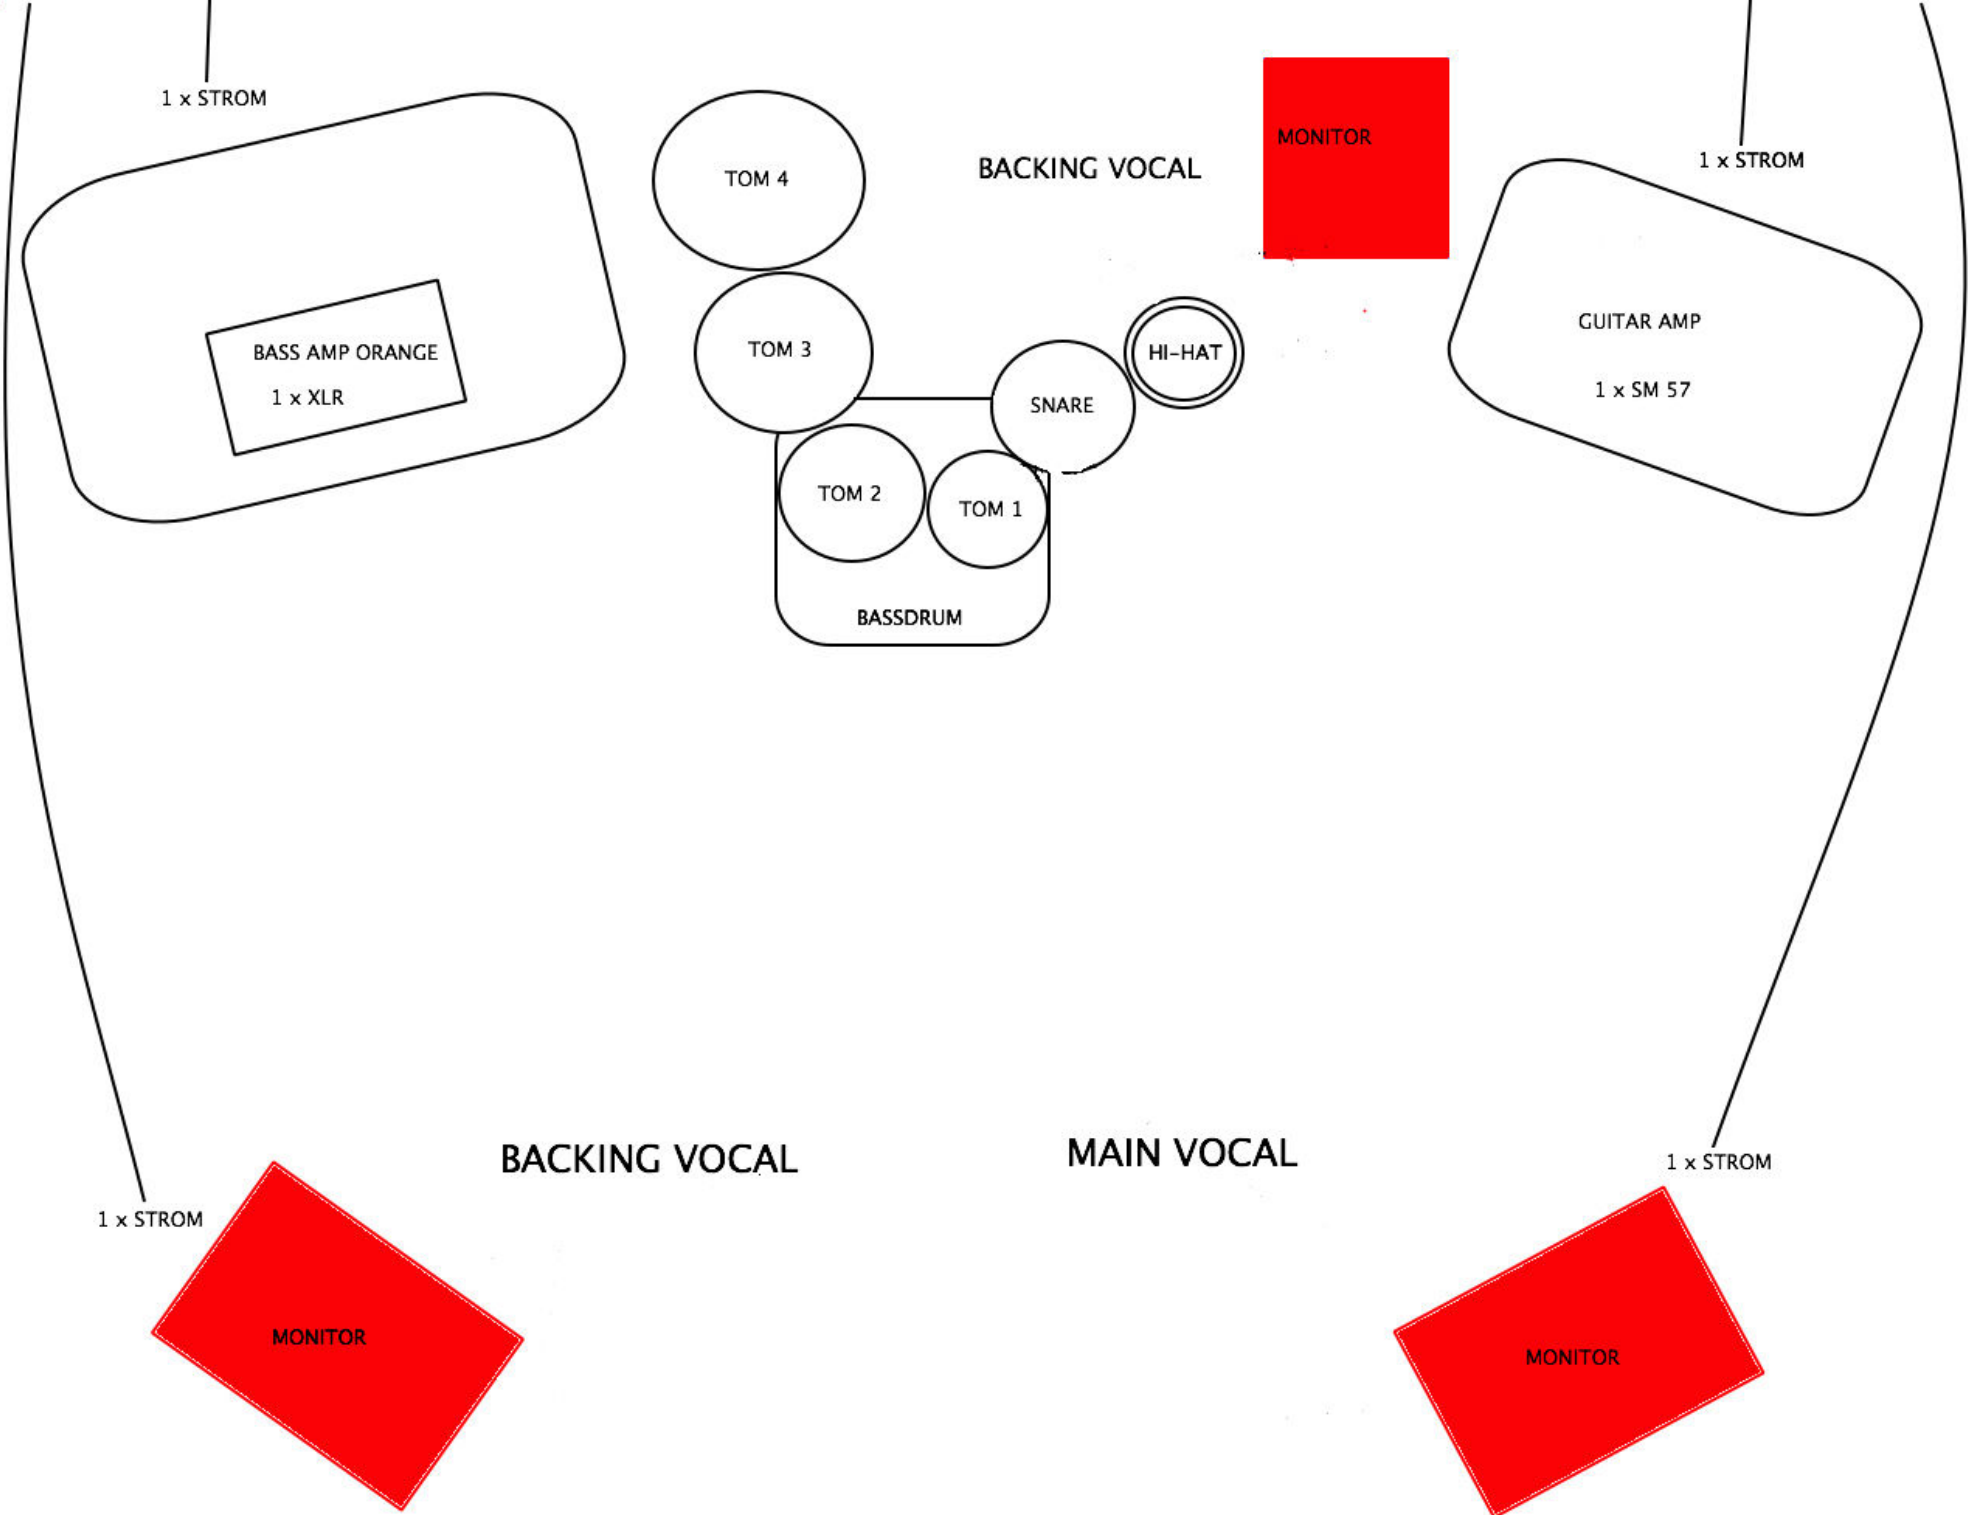 1 x STROM
MONITOR
1 x STROM
BACKING VOCAL
TOM 4
GUITAR AMP
1 x SM 57
BASS AMP ORANGE
1 x XLR
TOM 3
HI-HAT
SNARE
TOM 2
TOM 1
BASSDRUM
BACKING VOCAL
MAIN VOCAL
1 x STROM
1 x STROM
MONITOR
MONITOR